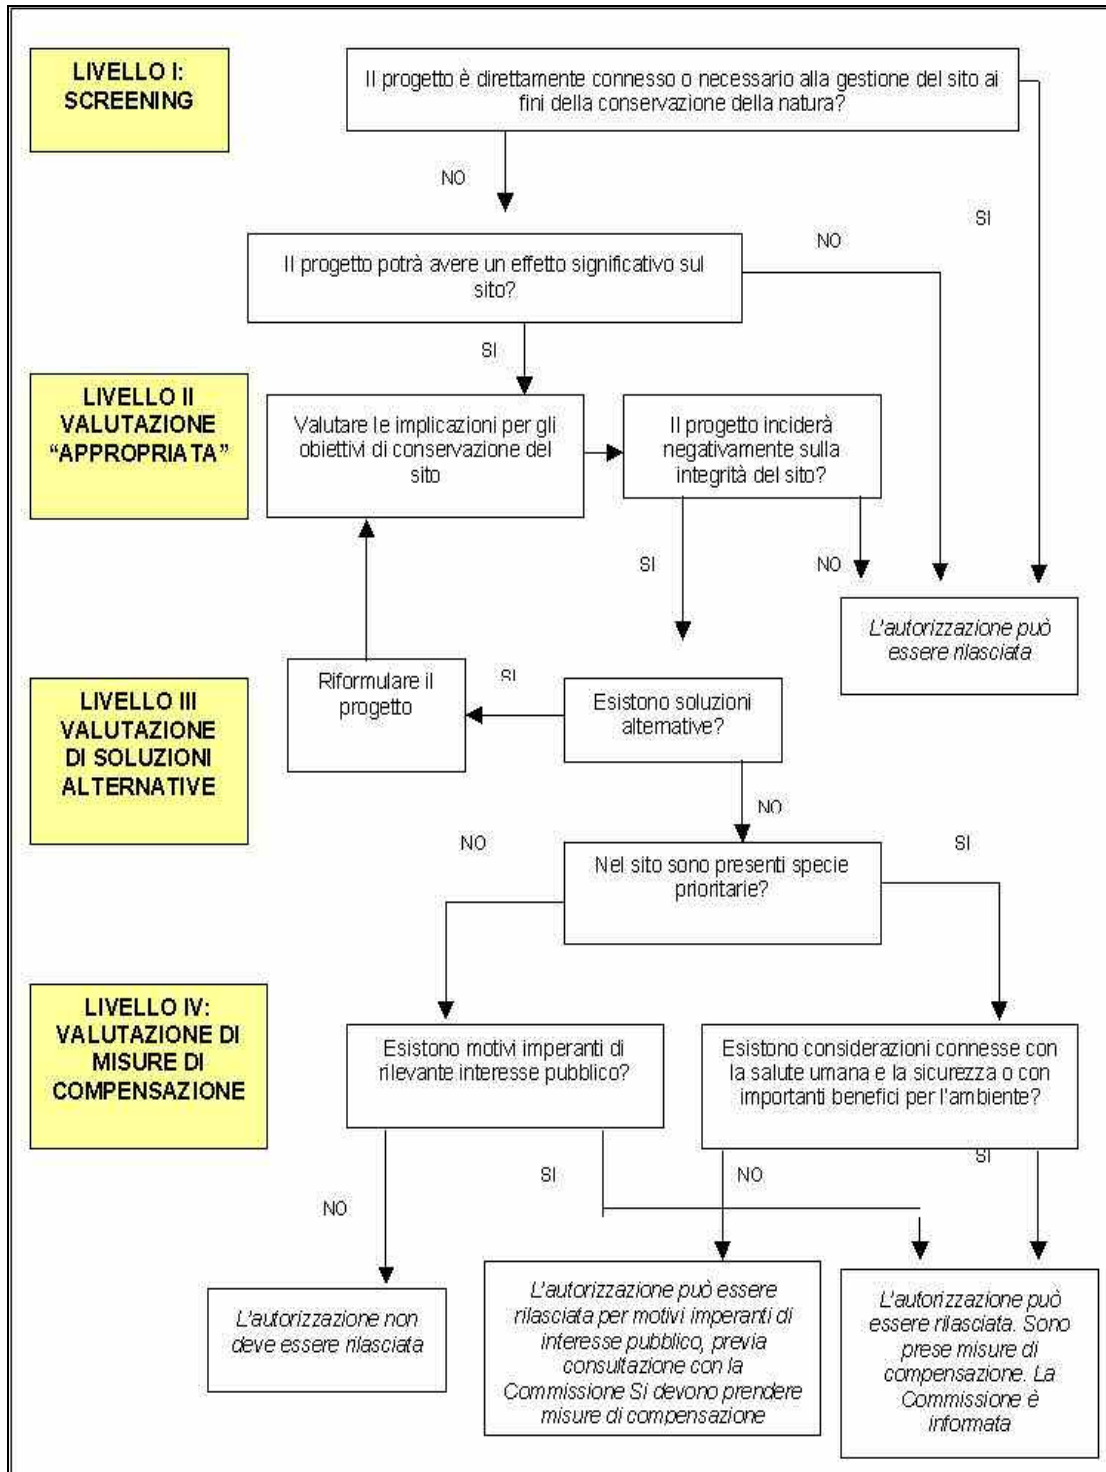 LIVELLO I:
SCREENING
Il progetto è direttamente connesso o necessario alla gestione del sito ai
fini della conservazione della natura?
NO
SI
Il progetto potrà avere un effetto significativo sul
sito?
NO
SI
LIVELLO II
VALUTAZIONE
“APPROPRIATA”
Valutare le implicazioni per gli
obiettivi di conservazione del
sito
Il progetto inciderà
negativamente sulla
integrità del sito?
SI
NO
L'autorizzazione può
essere rilasciata
LIVELLO III
VALUTAZIONE
DI SOLUZIONI
ALTERNATIVE
Riformulare il
progetto
SI
Esistono soluzioni
alternative?
NO
NO
SI
Nel sito sono presenti specie
prioritarie?
LIVELLO IV:
VALUTAZIONE DI
MISURE DI
COMPENSAZIONE
Esistono motivi imperanti di
rilevante interesse pubblico?
Esistono considerazioni connesse con
la salute umana e la sicurezza o con
importanti benefici per l'ambiente?
NO
SI
NO
SI
L'autorizzazione non
deve essere rilasciata
L'autorizzazione può essere
rilasciata per motivi imperanti di
interesse pubblico, previa
consultazione con la
Commissione Si devono prendere
misure di compensazione
L'autorizzazione può
essere rilasciata. Sono
prese misure di
compensazione. La
Commissione è
informata